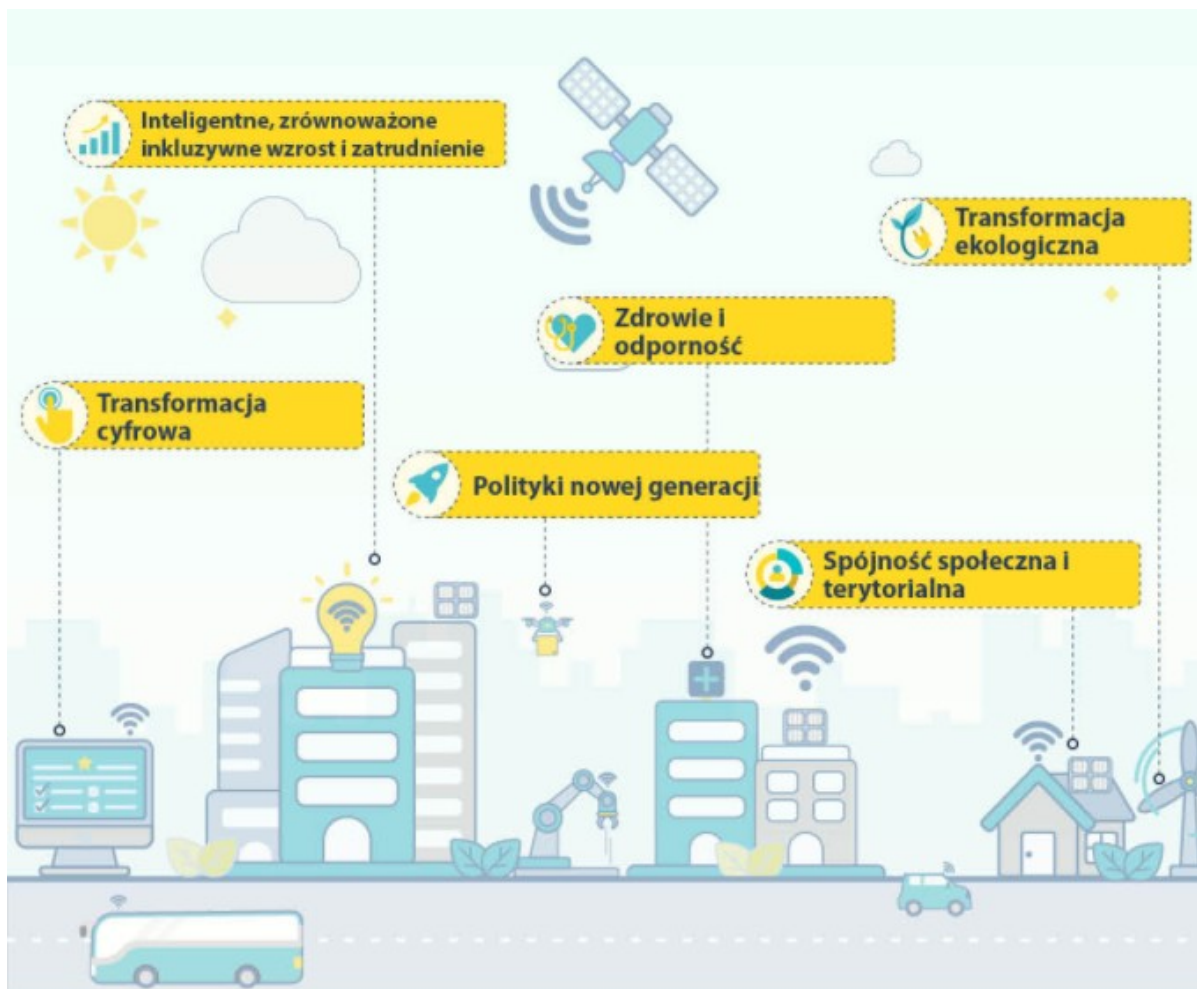 Inteligentne, zrównoważone
inkluzywne wzrost i zatrudnienie
Transformacja
ekologiczna
Zdrowie i
odporność
Transformacja
cyfrowa
Polityki nowej generacji
Spójność społeczna i
terytorialna